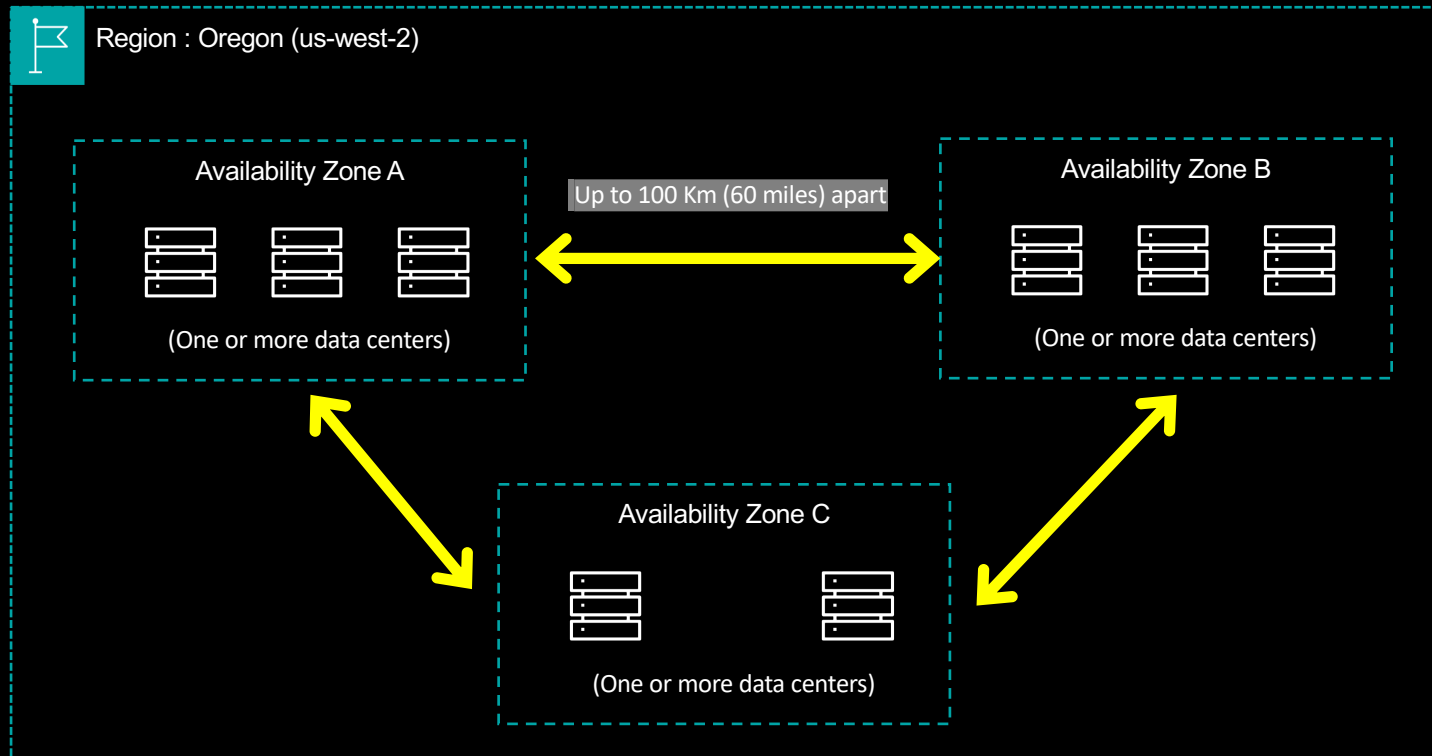 Region : Oregon (us-west-2)
Availability Zone A
Up to 100 Km (60 miles) apart
Availability Zone B
(One or more data centers)
(One or more data centers)
Availability Zone C
(One or more data centers)